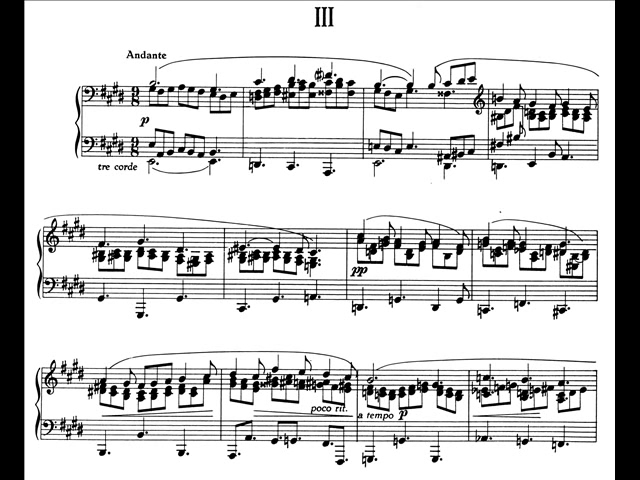 III
Andante
p
tre corde
pp
poco rit.
a tempo p